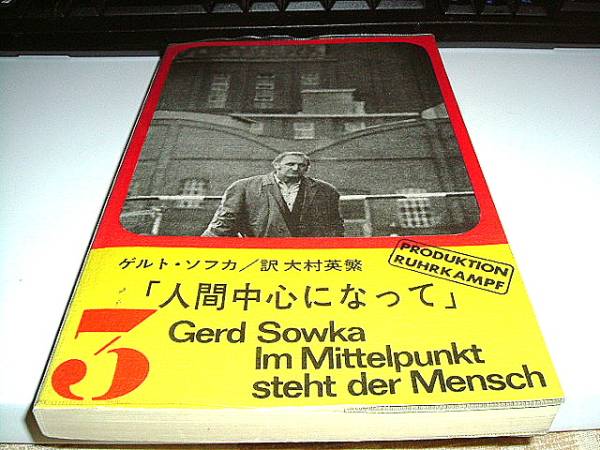 ゲルト・ソフカ/訳 大村英繁
PRODUKTION
RUHRKAMPF
「人間中心になって」
3
Gerd Sowka
Im Mittelpunkt
steht der Mensch